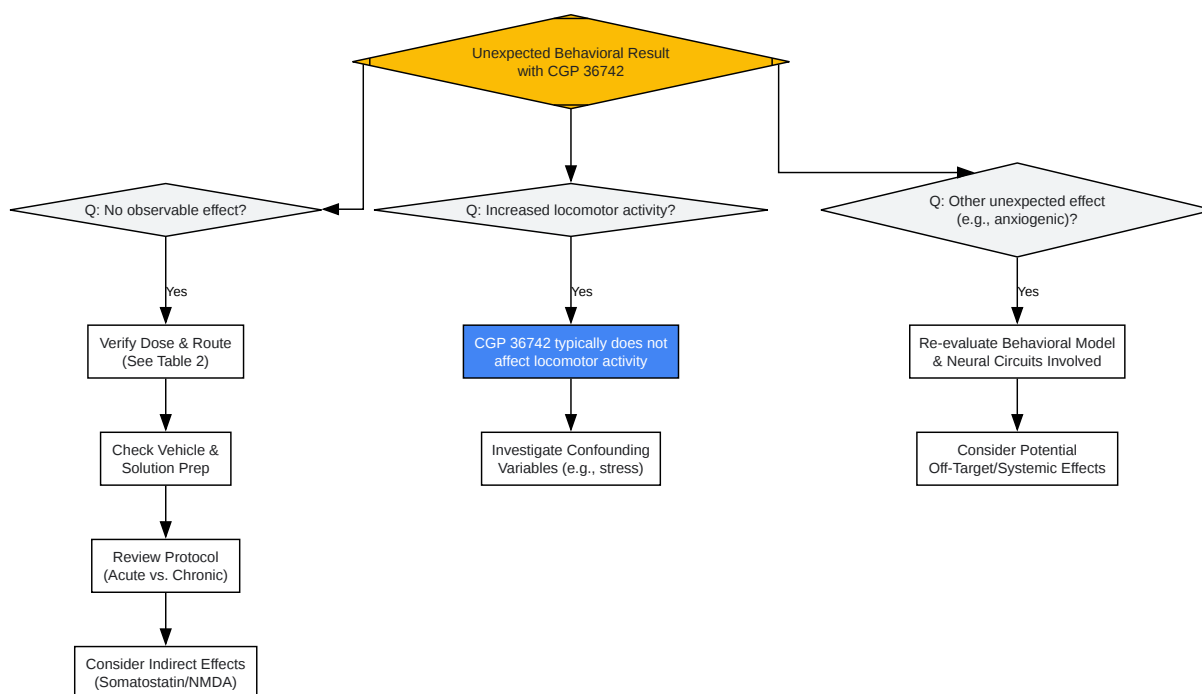 Unexpected Behavioral Result
with CGP 36742
Q: No observable effect?
Q: Increased locomotor activity?
Q: Other unexpected effect
(e.g., anxiogenic)?
Yes
Yes
Yes
Verify Dose & Route
(See Table 2)
CGP 36742 typically does not
affect locomotor activity
Re-evaluate Behavioral Model
& Neural Circuits Involved
Check Vehicle &
Solution Prep
Investigate Confounding
Variables (e.g., stress)
Consider Potential
Off-Target/Systemic Effects
Review Protocol
(Acute vs. Chronic)
Consider Indirect Effects
(Somatostatin/NMDA)